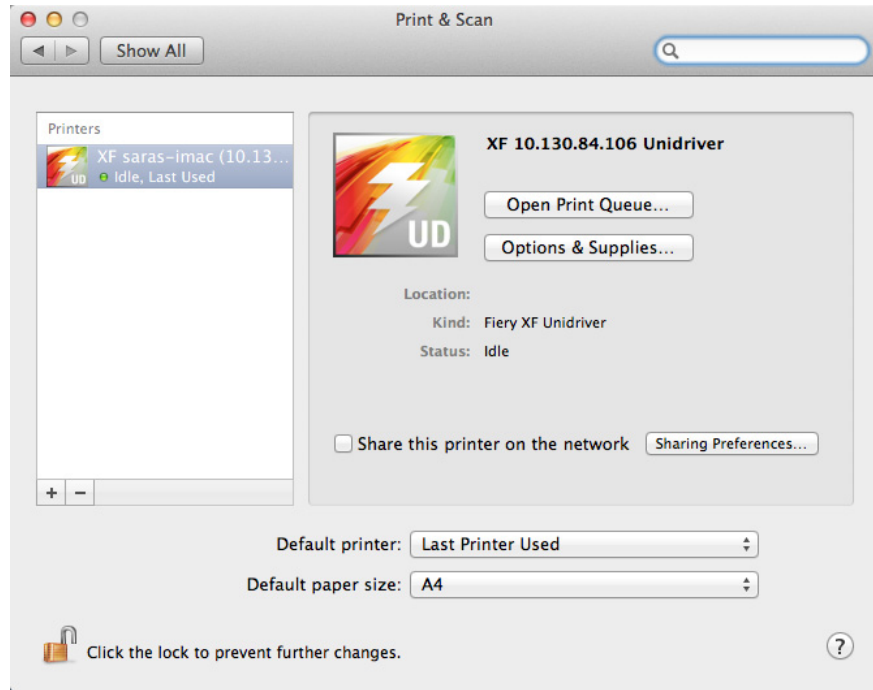 Print & Scan
Show All
Printers
XF saras-imac (10.13...
Idle, Last Used
UD
UD
XF 10.130.84.106 Unidriver
Open Print Queue...
Options & Supplies...
Location:
Kind: Fiery XF Unidriver
Status: Idle
Share this printer on the network Sharing Preferences...
+ −
Default printer: Last Printer Used
Default paper size: A4
Click the lock to prevent further changes.
?